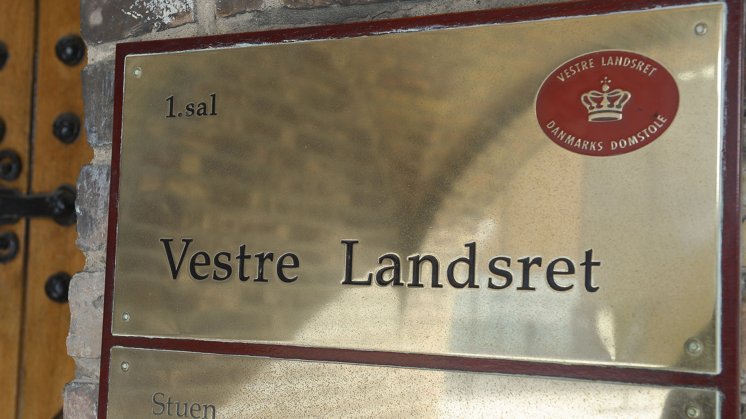 1.sal
VESTRE LANDSRET
DANMARKS DOMSTOLE
Vestre Landsret
Stuen